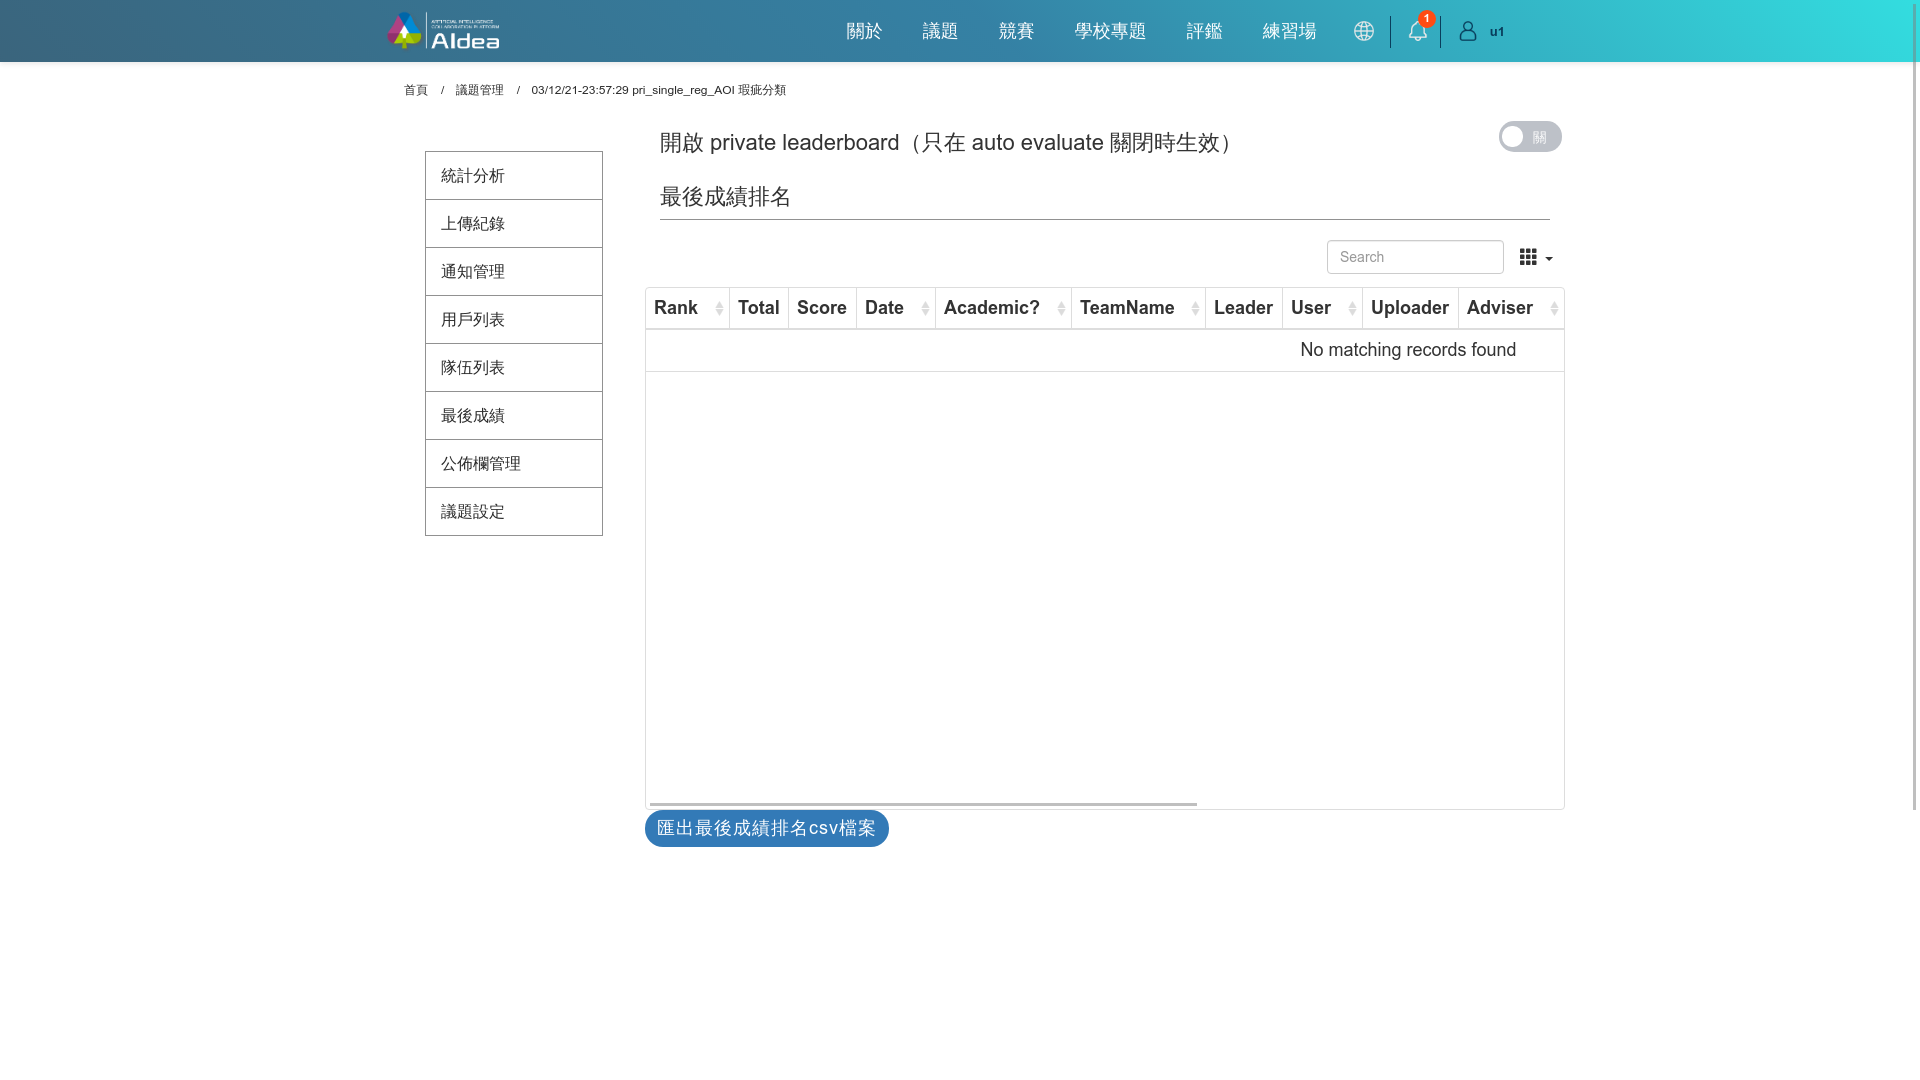 ARTIFICIAL INTELLIGENCE
COLLABORATION PLATFORM
AIdea
關於 議題 競賽 學校專題 評鑑 練習場 1 u1
首頁 / 議題管理 / 03/12/21-23:57:29 pri_single_reg_AOI 瑕疵分類
開啟 private leaderboard（只在 auto evaluate 關閉時生效） 關
統計分析
上傳紀錄
通知管理
用戶列表
隊伍列表
最後成績
公佈欄管理
議題設定
最後成績排名
Search
Rank Total Score Date Academic? TeamName Leader User Uploader Adviser
No matching records found
匯出最後成績排名csv檔案